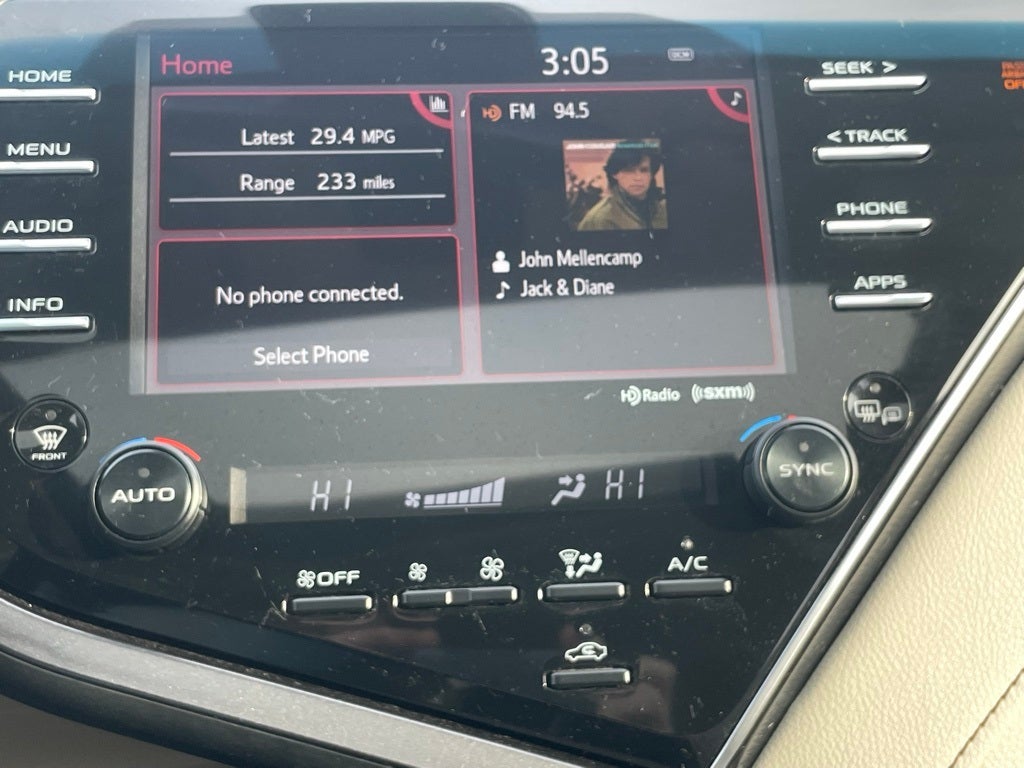 Home
3:05
DCM
HOME
MENU
AUDIO
INFO
Latest 29.4 MPG
Range 233 miles
No phone connected.
Select Phone
HD FM 94.5
John Mellencamp
Jack & Diane
SEEK >
< TRACK
PHONE
APPS
HD Radio ((sxm))
FRONT
AUTO
HI
HI
SYNC
OFF
A/C